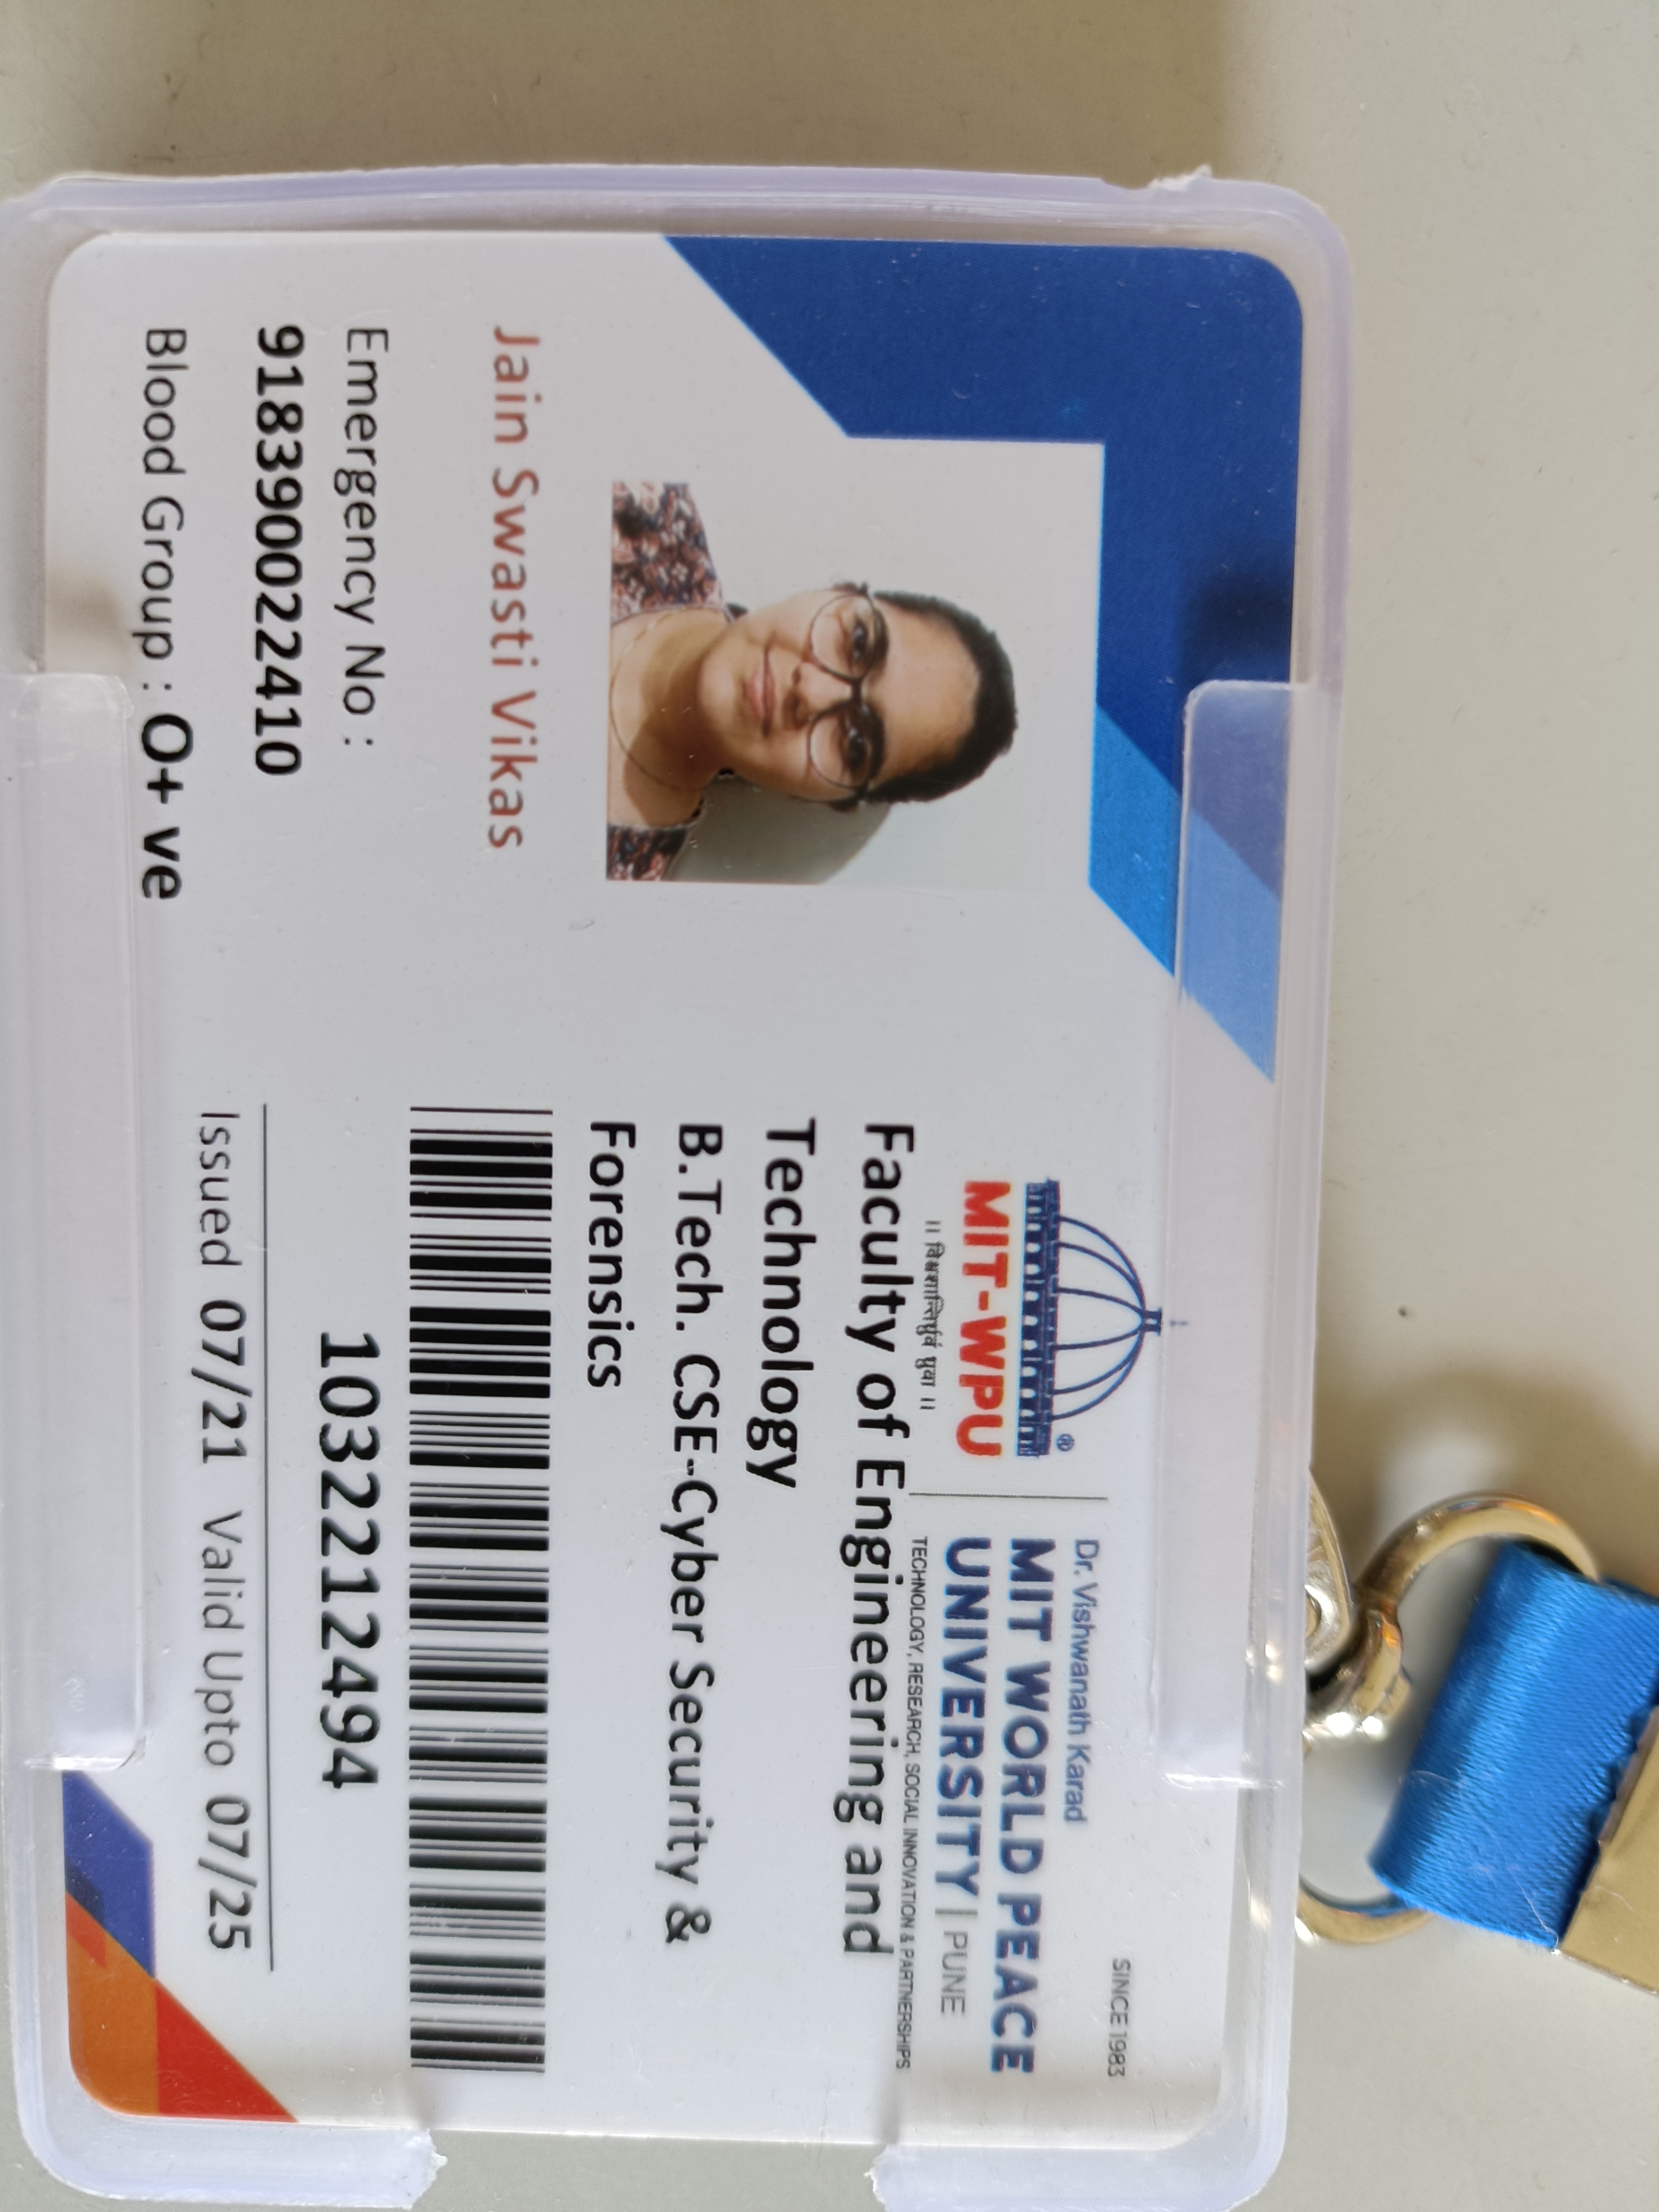 SINCE 1983
Dr. Vishwanath Karad
MIT WORLD PEACE
UNIVERSITY | PUNE
TECHNOLOGY, RESEARCH, SOCIAL INNOVATION & PARTNERSHIPS
®
MIT-WPU
॥ विश्वशान्तिर्ध्रुवं ध्रुवा ॥
Faculty of Engineering and
Technology
B.Tech. CSE-Cyber Security &
Forensics
1032212494
Issued 07/21 Valid Upto 07/25
Jain Swasti Vikas
Emergency No :
918390022410
Blood Group : O+ ve